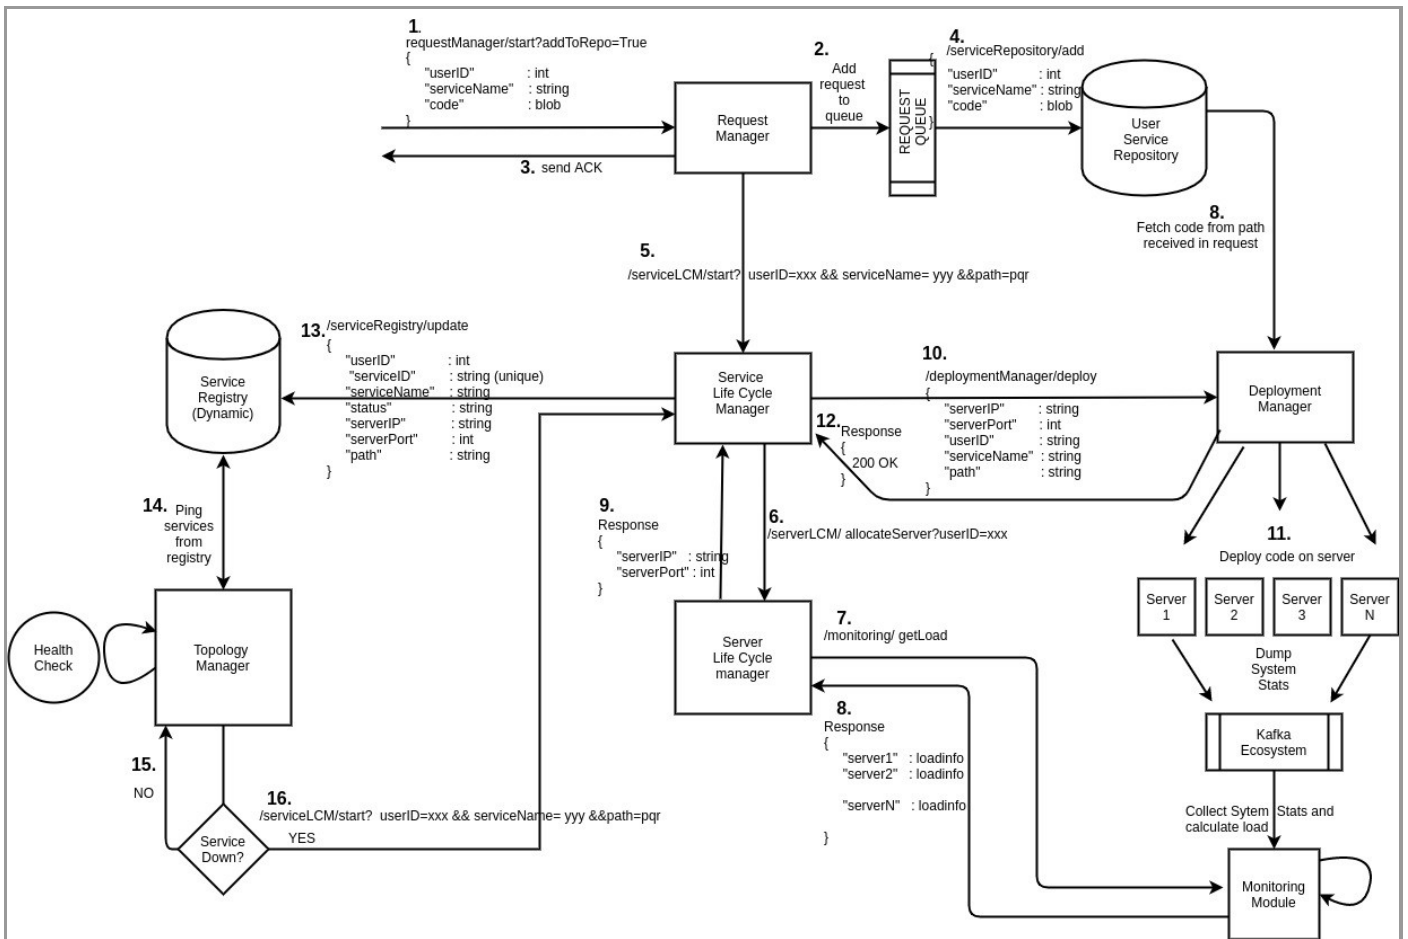 1.
requestManager/start?addToRepo=True
{
"userID" : int
"serviceName" : string
"code" : blob
}
3. send ACK
Request
Manager
2.
Add
request
to
queue
REQUEST
QUEUE
4.
/serviceRepository/add
{
"userID" : int
"serviceName" : string
"code" : blob
}
User
Service
Repository
8.
Fetch code from path
received in request
5.
/serviceLCM/start? userID=xxx && serviceName= yyy &&path=pqr
Service
Registry
(Dynamic)
13.
/serviceRegistry/update
{
"userID" : int
"serviceID" : string (unique)
"serviceName" : string
"status" : string
"serverIP" : string
"serverPort" : int
"path" : string
}
Service
Life Cycle
Manager
10.
/deploymentManager/deploy
{
"serverIP" : string
"serverPort" : int
"userID" : string
"serviceName" : string
"path" : string
}
12.
Response
{
200 OK
}
Deployment
Manager
14.
Ping
services
from
registry
9.
Response
{
"serverIP" : string
"serverPort" : int
}
6.
/serverLCM/ allocateServer?userID=xxx
11.
Deploy code on server
Server
1
Server
2
Server
3
Server
N
Health
Check
Topology
Manager
Server
Life Cycle
manager
7.
/monitoring/ getLoad
8.
Response
{
"server1" : loadinfo
"server2" : loadinfo
"serverN" : loadinfo
}
Dump
System
Stats
Kafka
Ecosystem
Collect Sytem Stats and
calculate load
Monitoring
Module
15.
NO
16.
/serviceLCM/start? userID=xxx && serviceName= yyy &&path=pqr
YES
Service
Down?